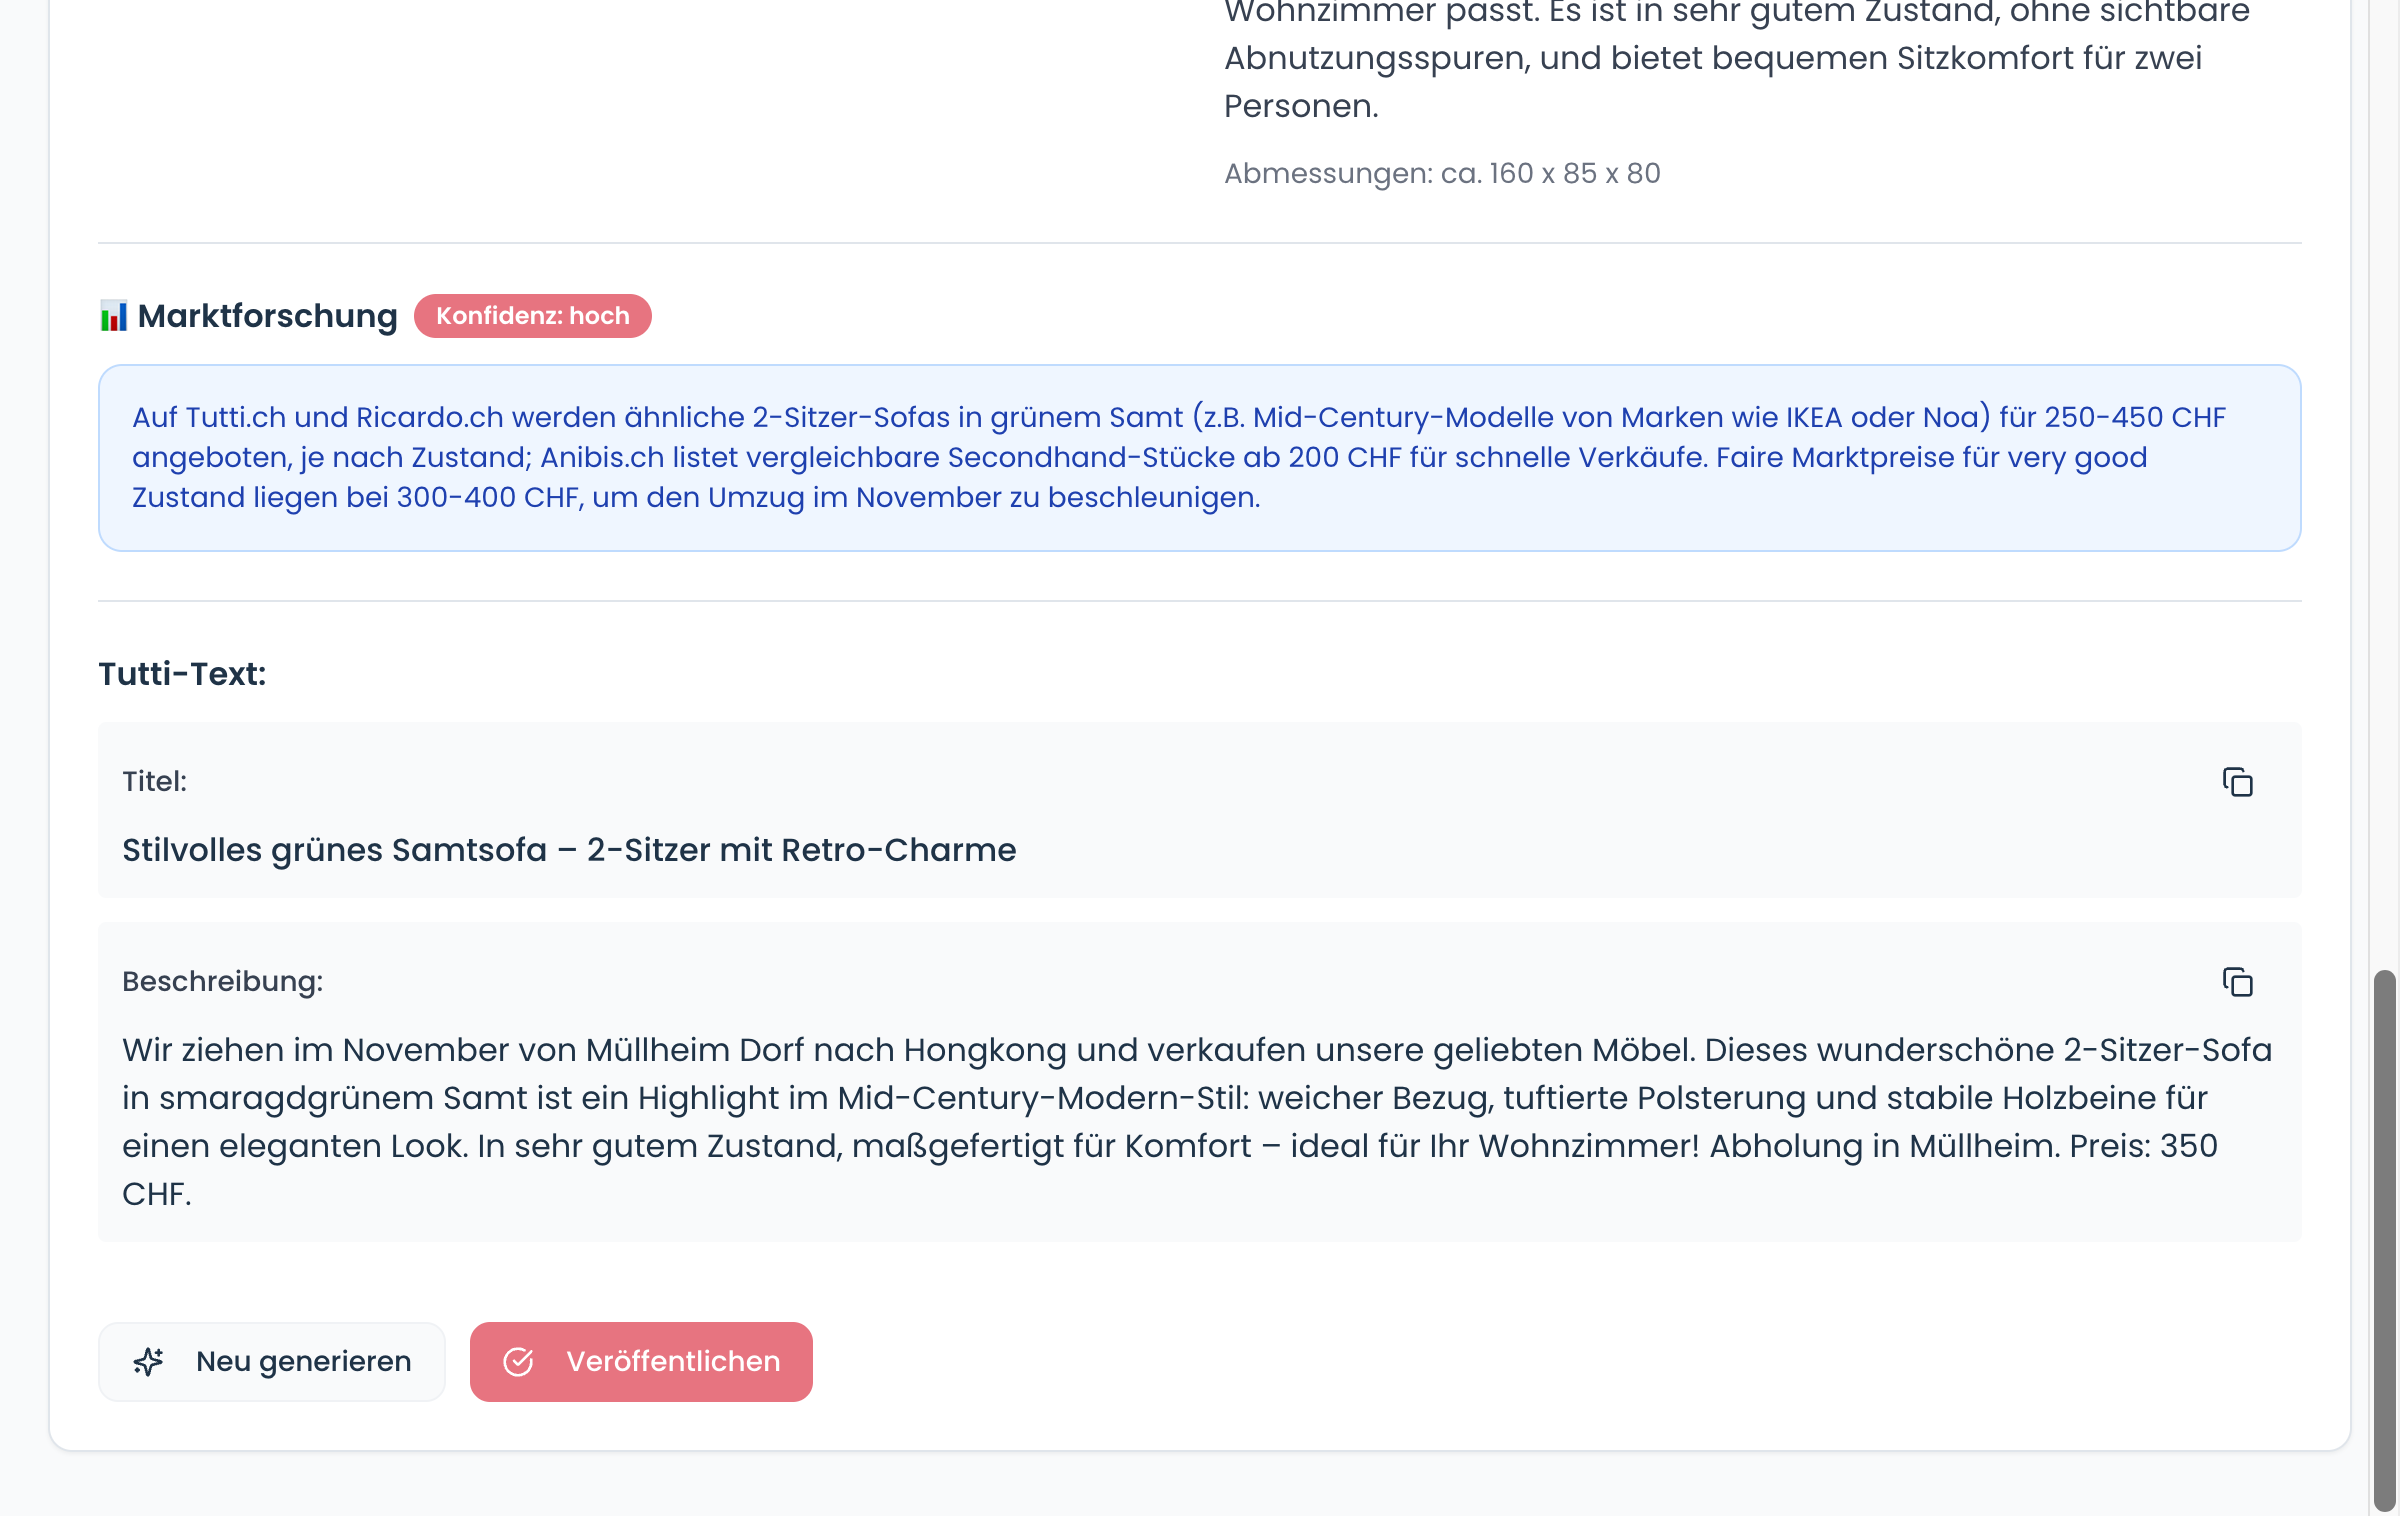 Wohnzimmer passt. Es ist in sehr gutem Zustand, ohne sichtbare
Abnutzungsspuren, und bietet bequemen Sitzkomfort für zwei
Personen.
Abmessungen: ca. 160 x 85 x 80
Marktforschung Konfidenz: hoch
Auf Tutti.ch und Ricardo.ch werden ähnliche 2-Sitzer-Sofas in grünem Samt (z.B. Mid-Century-Modelle von Marken wie IKEA oder Noa) für 250-450 CHF
angeboten, je nach Zustand; Anibis.ch listet vergleichbare Secondhand-Stücke ab 200 CHF für schnelle Verkäufe. Faire Marktpreise für very good
Zustand liegen bei 300-400 CHF, um den Umzug im November zu beschleunigen.
Tutti-Text:
Titel:
Stilvolles grünes Samtsofa – 2-Sitzer mit Retro-Charme
Beschreibung:
Wir ziehen im November von Müllheim Dorf nach Hongkong und verkaufen unsere geliebten Möbel. Dieses wunderschöne 2-Sitzer-Sofa
in smaragdgrünem Samt ist ein Highlight im Mid-Century-Modern-Stil: weicher Bezug, tuftierte Polsterung und stabile Holzbeine für
einen eleganten Look. In sehr gutem Zustand, maßgefertigt für Komfort – ideal für Ihr Wohnzimmer! Abholung in Müllheim. Preis: 350
CHF.
Neu generieren Veröffentlichen